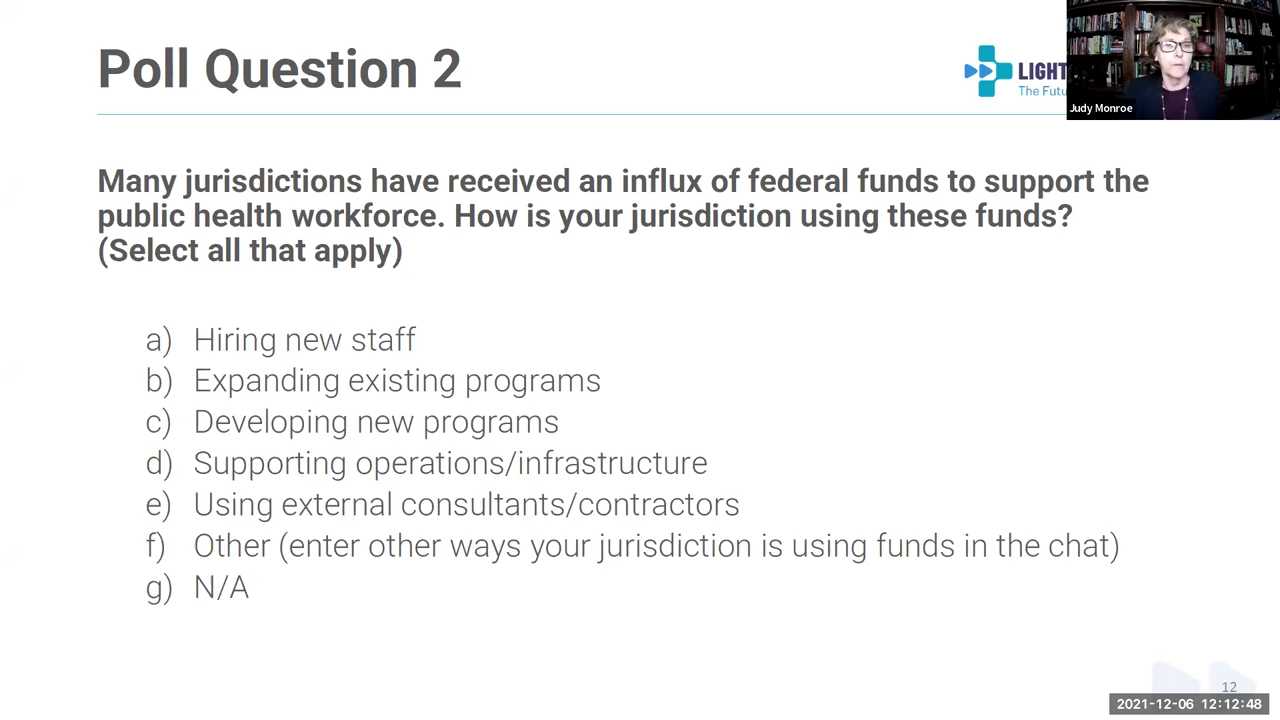 Poll Question 2
LIGHT
The Futu
Judy Monroe
Many jurisdictions have received an influx of federal funds to support the
public health workforce. How is your jurisdiction using these funds?
(Select all that apply)
a) Hiring new staff
b) Expanding existing programs
c) Developing new programs
d) Supporting operations/infrastructure
e) Using external consultants/contractors
f) Other (enter other ways your jurisdiction is using funds in the chat)
g) N/A
12
2021-12-06 12:12:48